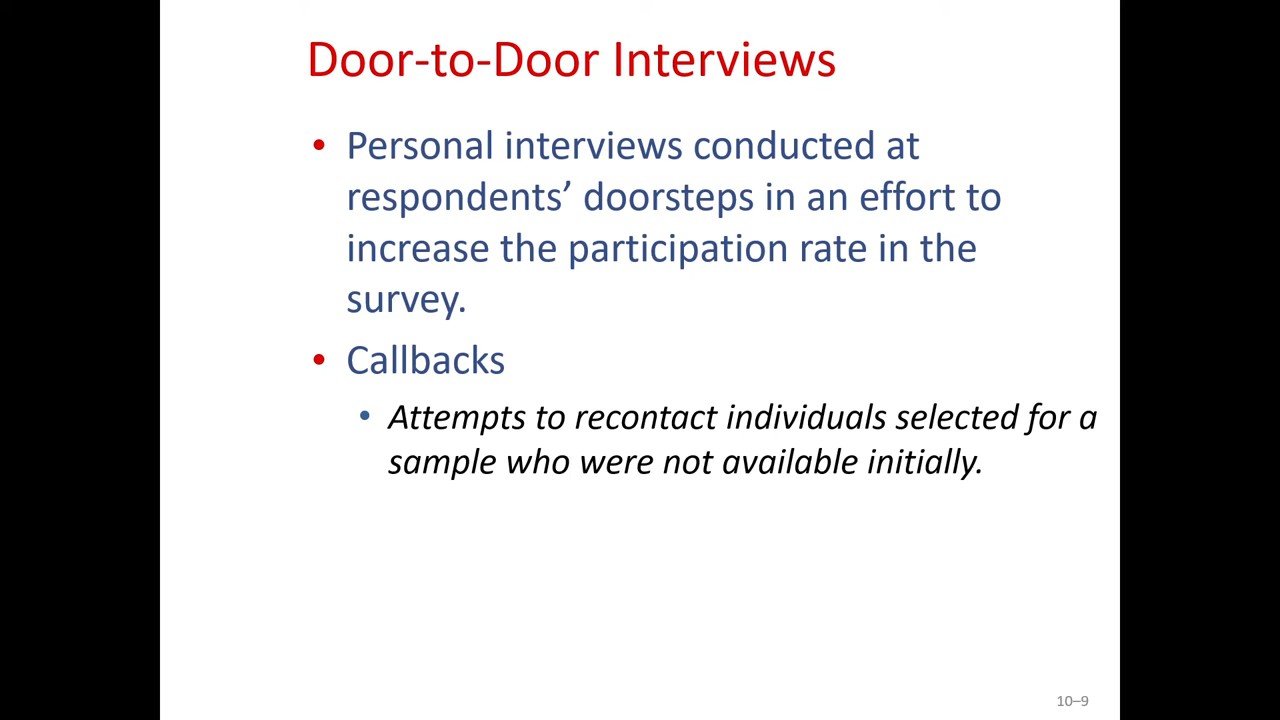 Door-to-Door Interviews
• Personal interviews conducted at
respondents’ doorsteps in an effort to
increase the participation rate in the
survey.
• Callbacks
• Attempts to recontact individuals selected for a
sample who were not available initially.
10–9